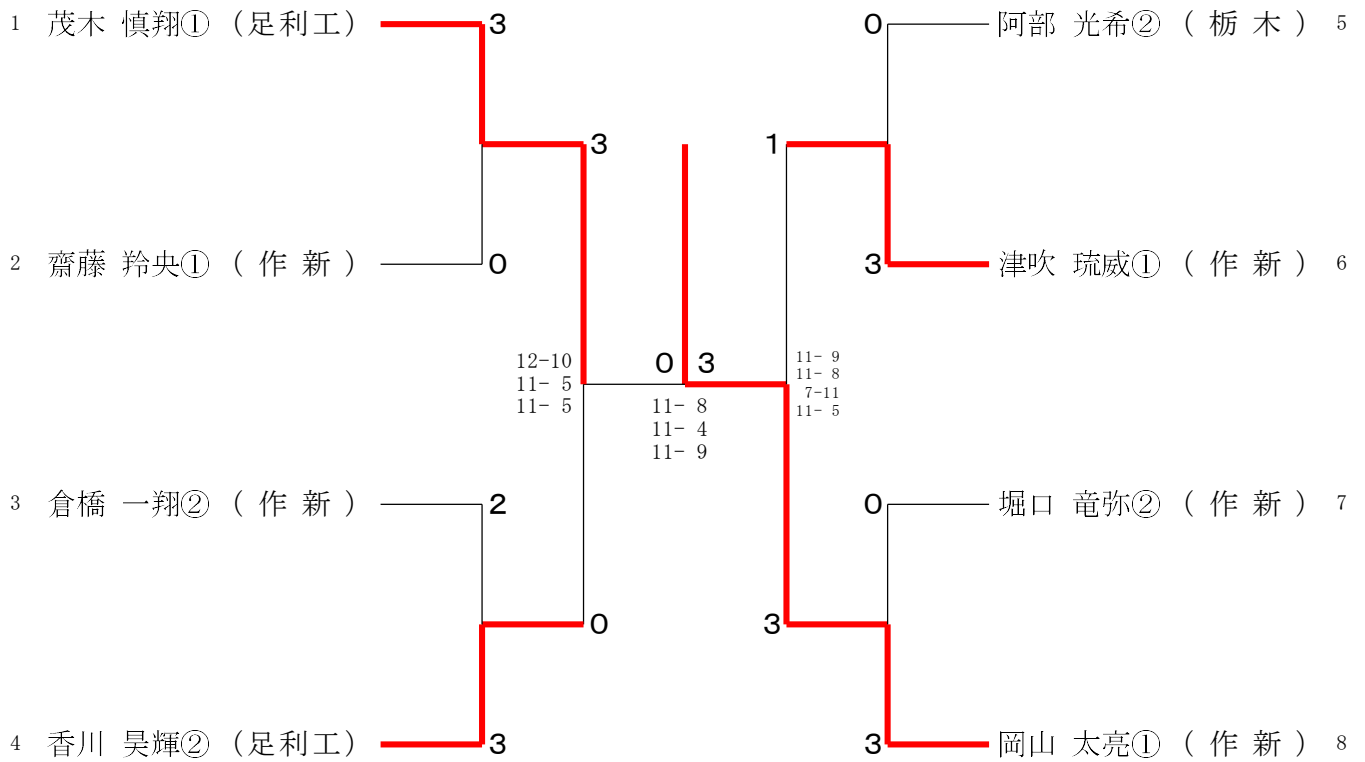 1 茂木 慎翔① (足利工) 3
0 阿部 光希② ( 栃 木 ) 5
3
1
2 齋藤 羚央① ( 作 新 ) 0
3 津吹 琉威① ( 作 新 ) 6
12-10
11- 5
11- 5
0 3
11- 8
11- 4
11- 9
11- 9
11- 8
7-11
11- 5
3 倉橋 一翔② ( 作 新 ) 2
0 堀口 竜弥② ( 作 新 ) 7
0
3
4 香川 昊輝② (足利工) 3
3 岡山 太亮① ( 作 新 ) 8